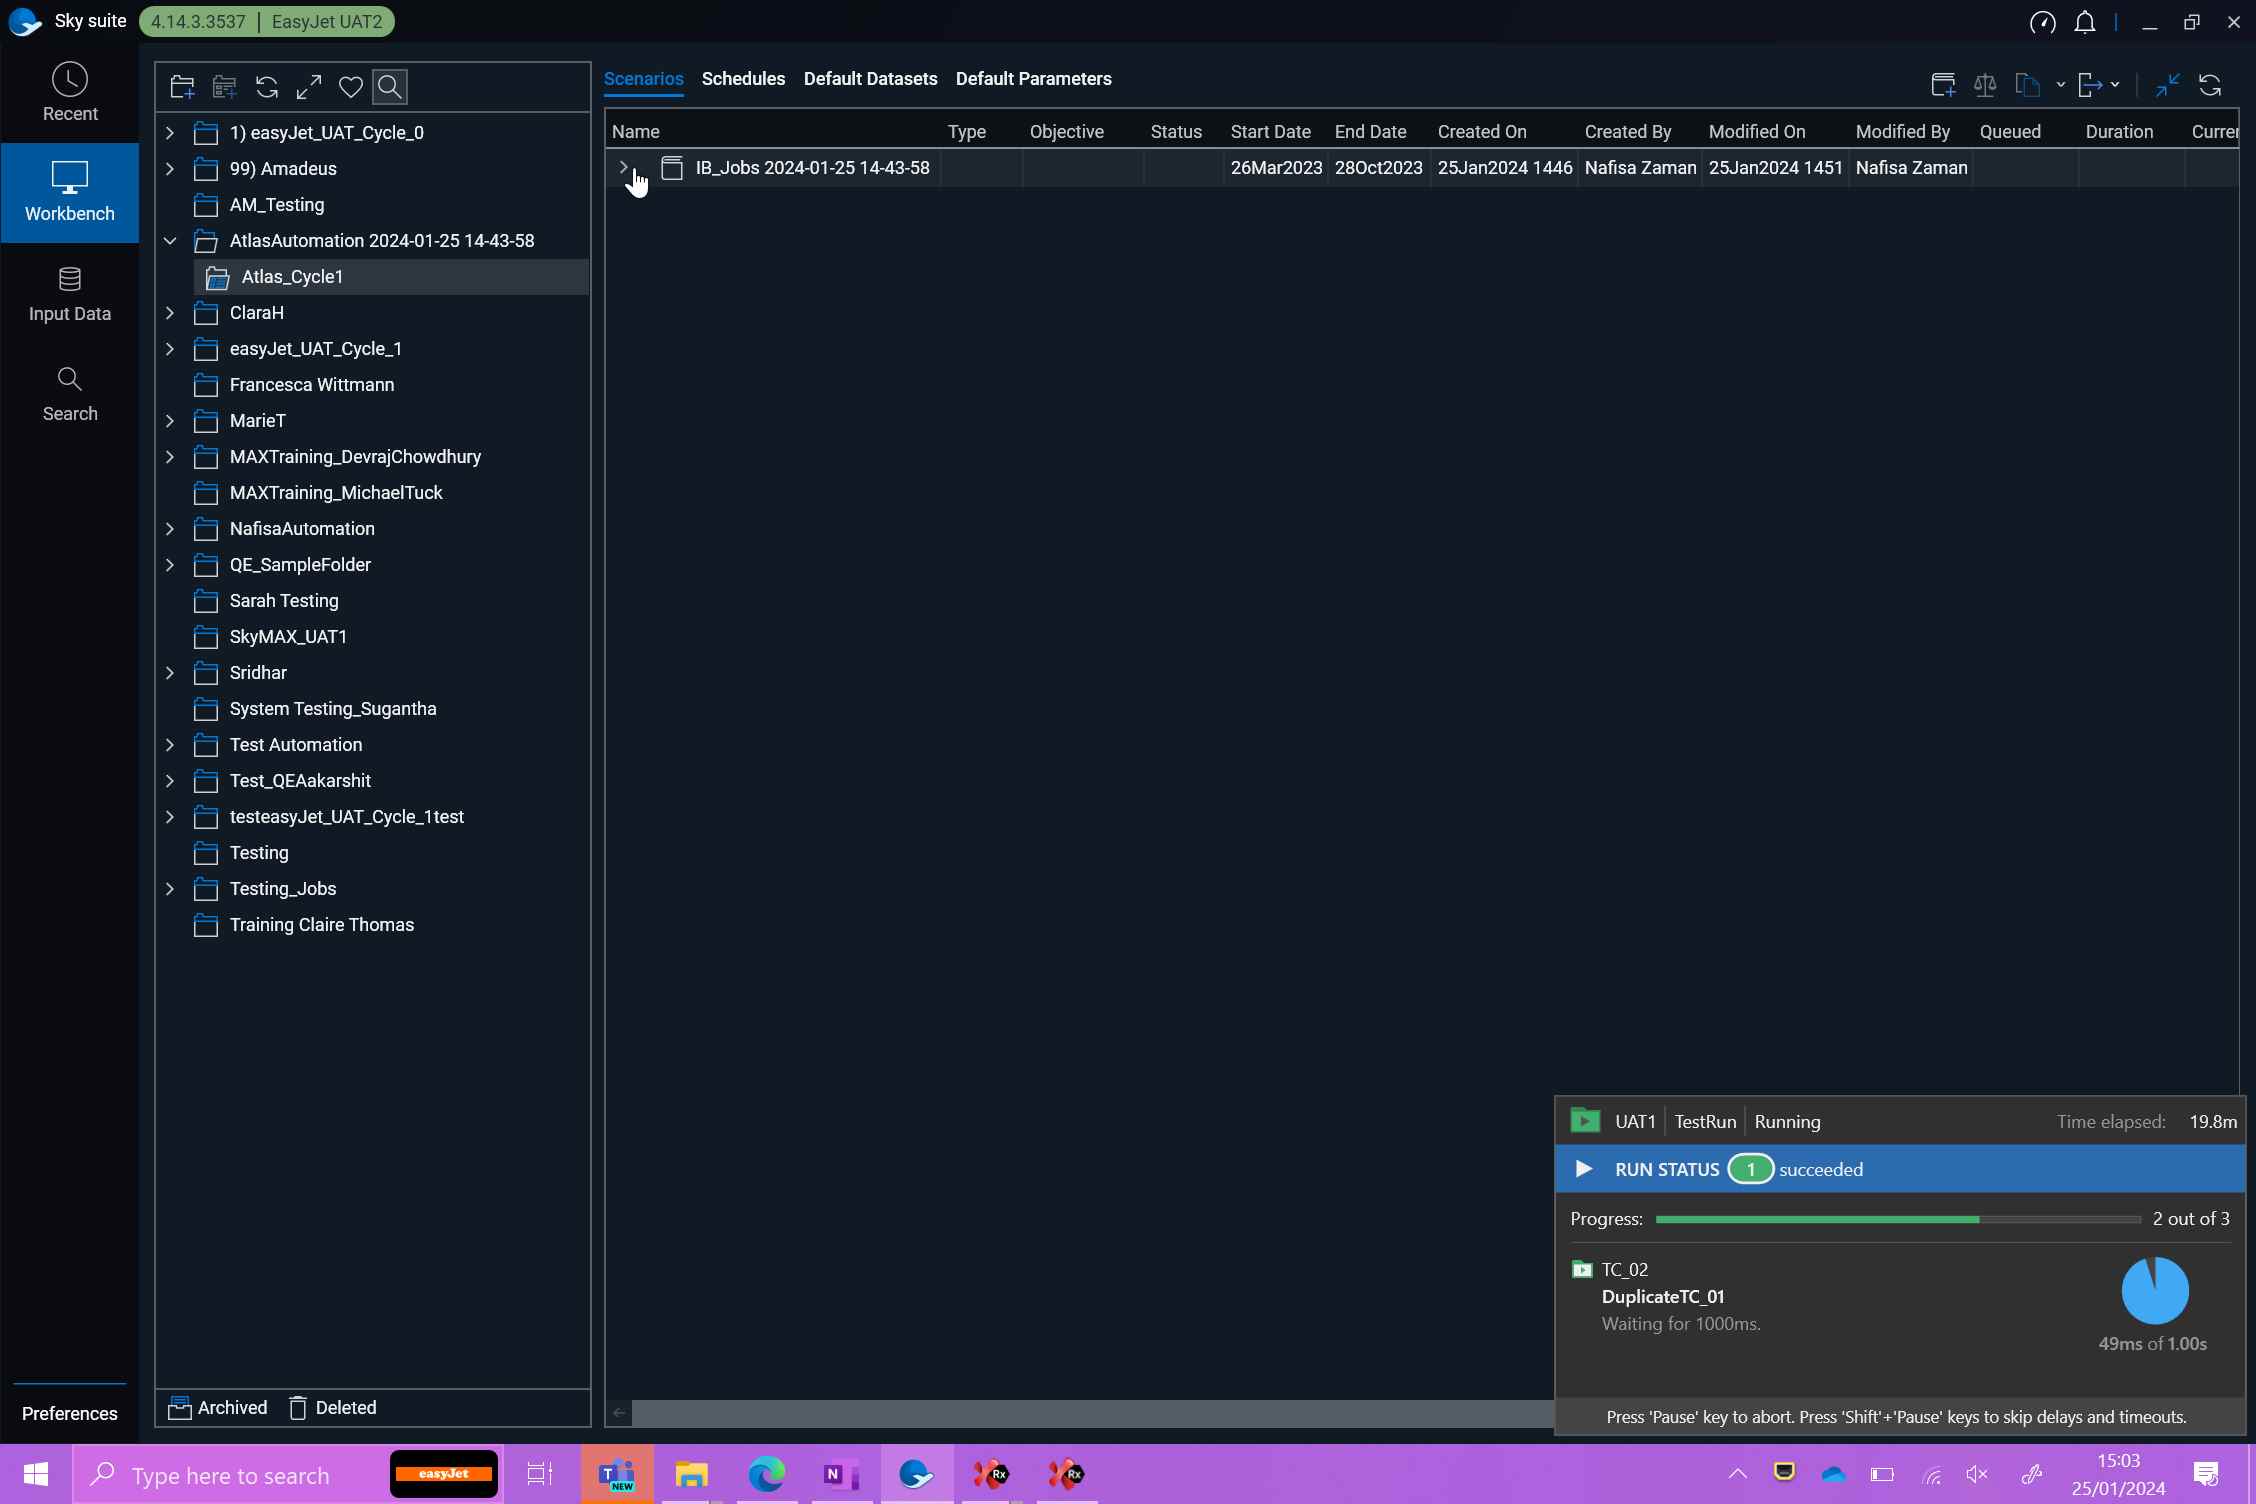 Sky suite 4.14.3.3537 | EasyJet UAT2
Recent
Workbench
Input Data
Search
Preferences
1) easyJet_UAT_Cycle_0
99) Amadeus
AM_Testing
AtlasAutomation 2024-01-25 14-43-58
Atlas_Cycle1
ClaraH
easyJet_UAT_Cycle_1
Francesca Wittmann
MarieT
MAXTraining_DevrajChowdhury
MAXTraining_MichaelTuck
NafisaAutomation
QE_SampleFolder
Sarah Testing
SkyMAX_UAT1
Sridhar
System Testing_Sugantha
Test Automation
Test_QEAakarshit
testeasyJet_UAT_Cycle_1test
Testing
Testing_Jobs
Training Claire Thomas
Archived Deleted
Scenarios Schedules Default Datasets Default Parameters
Name Type Objective Status Start Date End Date Created On Created By Modified On Modified By Queued Duration Curre
IB_Jobs 2024-01-25 14-43-58 26Mar2023 28Oct2023 25Jan2024 1446 Nafisa Zaman 25Jan2024 1451 Nafisa Zaman
UAT1 TestRun Running Time elapsed: 19.8m
RUN STATUS 1 succeeded
Progress: 2 out of 3
TC_02
DuplicateTC_01
Waiting for 1000ms.
49ms of 1.00s
Press 'Pause' key to abort. Press 'Shift'+'Pause' keys to skip delays and timeouts.
Type here to search
easyJet
T
NEW
N
Rx
Rx
15:03
25/01/2024